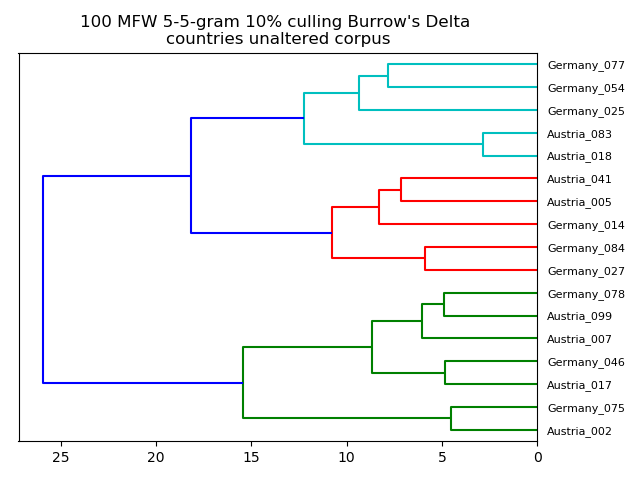 100 MFW 5-5-gram 10% culling Burrow's Delta
countries unaltered corpus
Germany_077
Germany_054
Germany_025
Austria_083
Austria_018
Austria_041
Austria_005
Germany_014
Germany_084
Germany_027
Germany_078
Austria_099
Austria_007
Germany_046
Austria_017
Germany_075
Austria_002
25 20 15 10 5 0